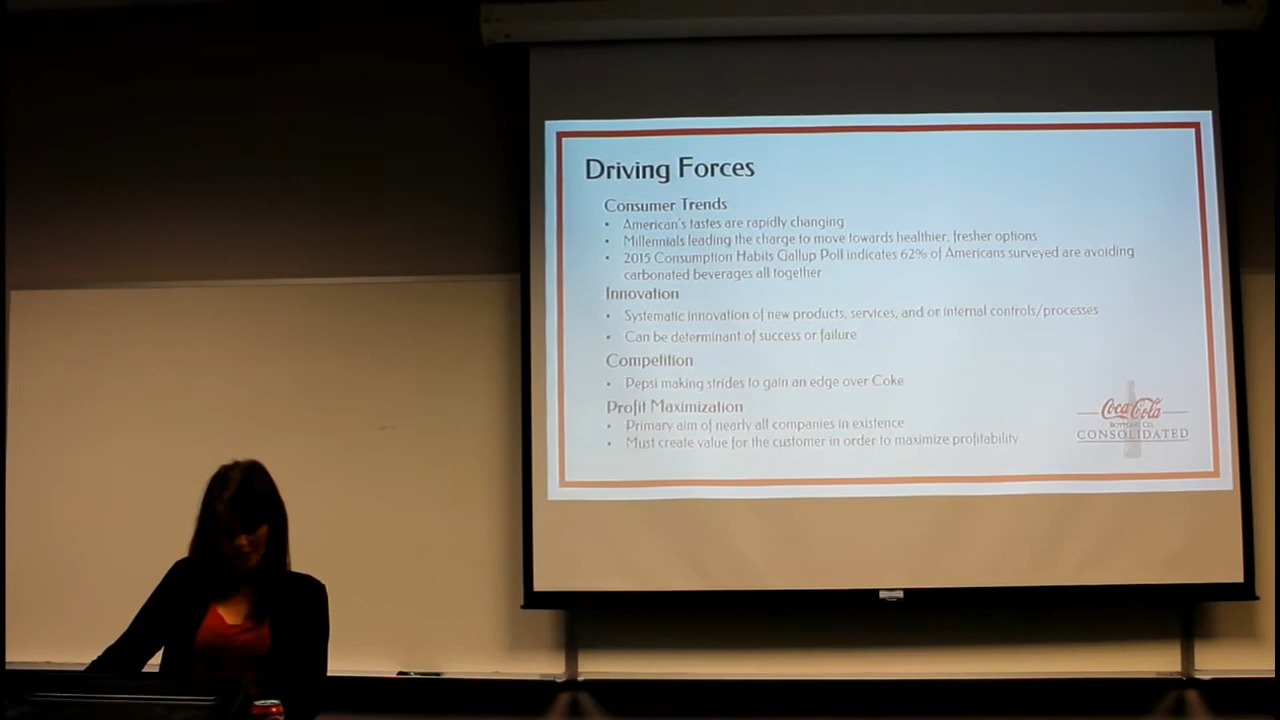 Driving Forces
Consumer Trends
• American's tastes are rapidly changing
• Millennials leading the charge to move towards healthier, fresher options
• 2015 Consumption Habits Gallup Poll indicates 62% of Americans surveyed are avoiding
carbonated beverages all together
Innovation
• Systematic innovation of new products, services, and or internal controls/processes
• Can be determinant of success or failure
Competition
• Pepsi making strides to gain an edge over Coke
Profit Maximization
• Primary aim of nearly all companies in existence
• Must create value for the customer in order to maximize profitability
Coca-Cola
BOTTLING CO.
CONSOLIDATED